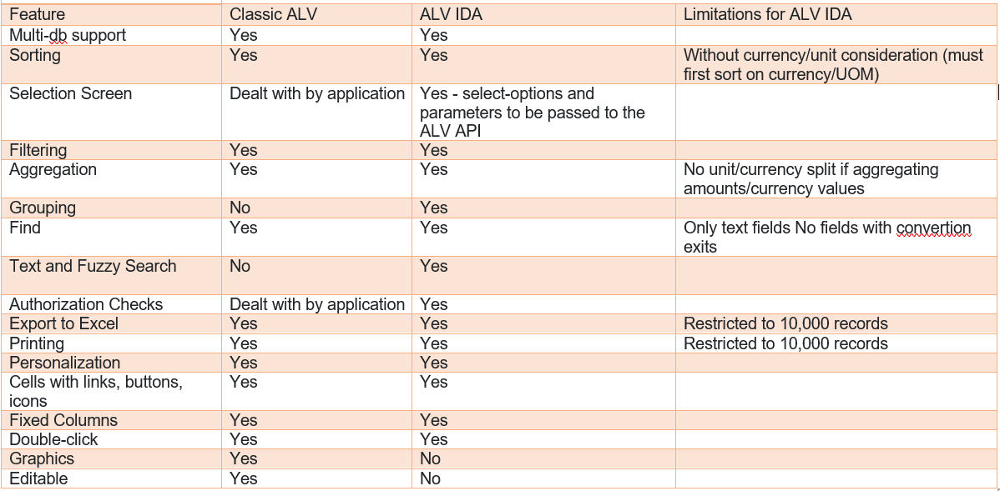 Feature Classic ALV ALV IDA Limitations for ALV IDA
Multi-db support Yes Yes
Sorting Yes Yes Without currency/unit consideration (must
first sort on currency/UOM)
Selection Screen Dealt with by application Yes - select-options and
parameters to be passed to the
ALV API
Filtering Yes Yes
Aggregation Yes Yes No unit/currency split if aggregating
amounts/currency values
Grouping No Yes
Find Yes Yes Only text fields No fields with convertion
exits
Text and Fuzzy Search No Yes
Authorization Checks Dealt with by application Yes
Export to Excel Yes Yes Restricted to 10,000 records
Printing Yes Yes Restricted to 10,000 records
Personalization Yes Yes
Cells with links, buttons, Yes Yes
icons
Fixed Columns Yes Yes
Double-click Yes Yes
Graphics Yes No
Editable Yes No